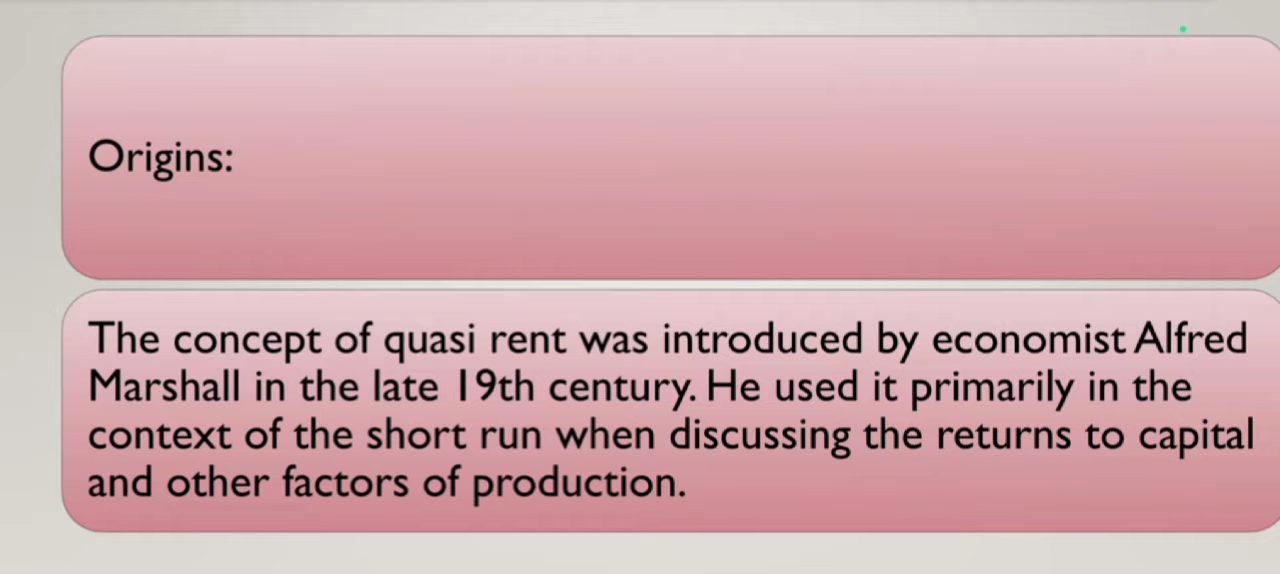 Origins:
The concept of quasi rent was introduced by economist Alfred
Marshall in the late 19th century. He used it primarily in the
context of the short run when discussing the returns to capital
and other factors of production.